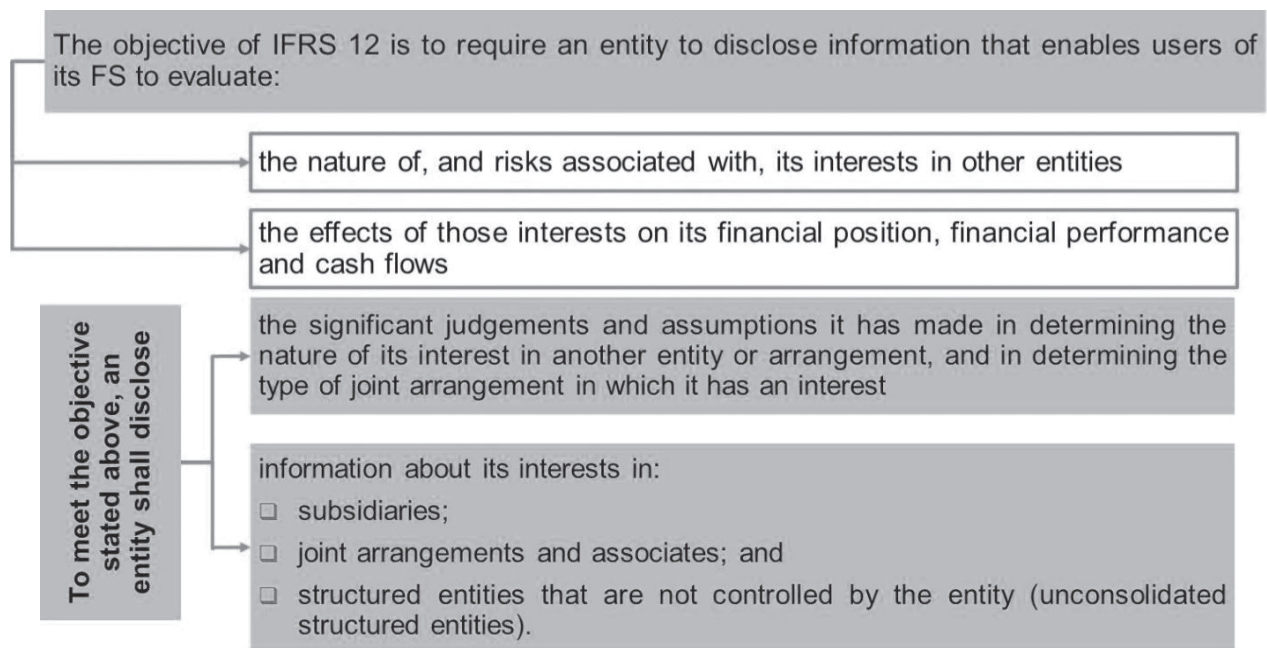 The objective of IFRS 12 is to require an entity to disclose information that enables users of
its FS to evaluate:
the nature of, and risks associated with, its interests in other entities
the effects of those interests on its financial position, financial performance
and cash flows
To meet the objective
stated above, an
entity shall disclose
the significant judgements and assumptions it has made in determining the
nature of its interest in another entity or arrangement, and in determining the
type of joint arrangement in which it has an interest
information about its interests in:
❑ subsidiaries;
❑ joint arrangements and associates; and
❑ structured entities that are not controlled by the entity (unconsolidated
structured entities).